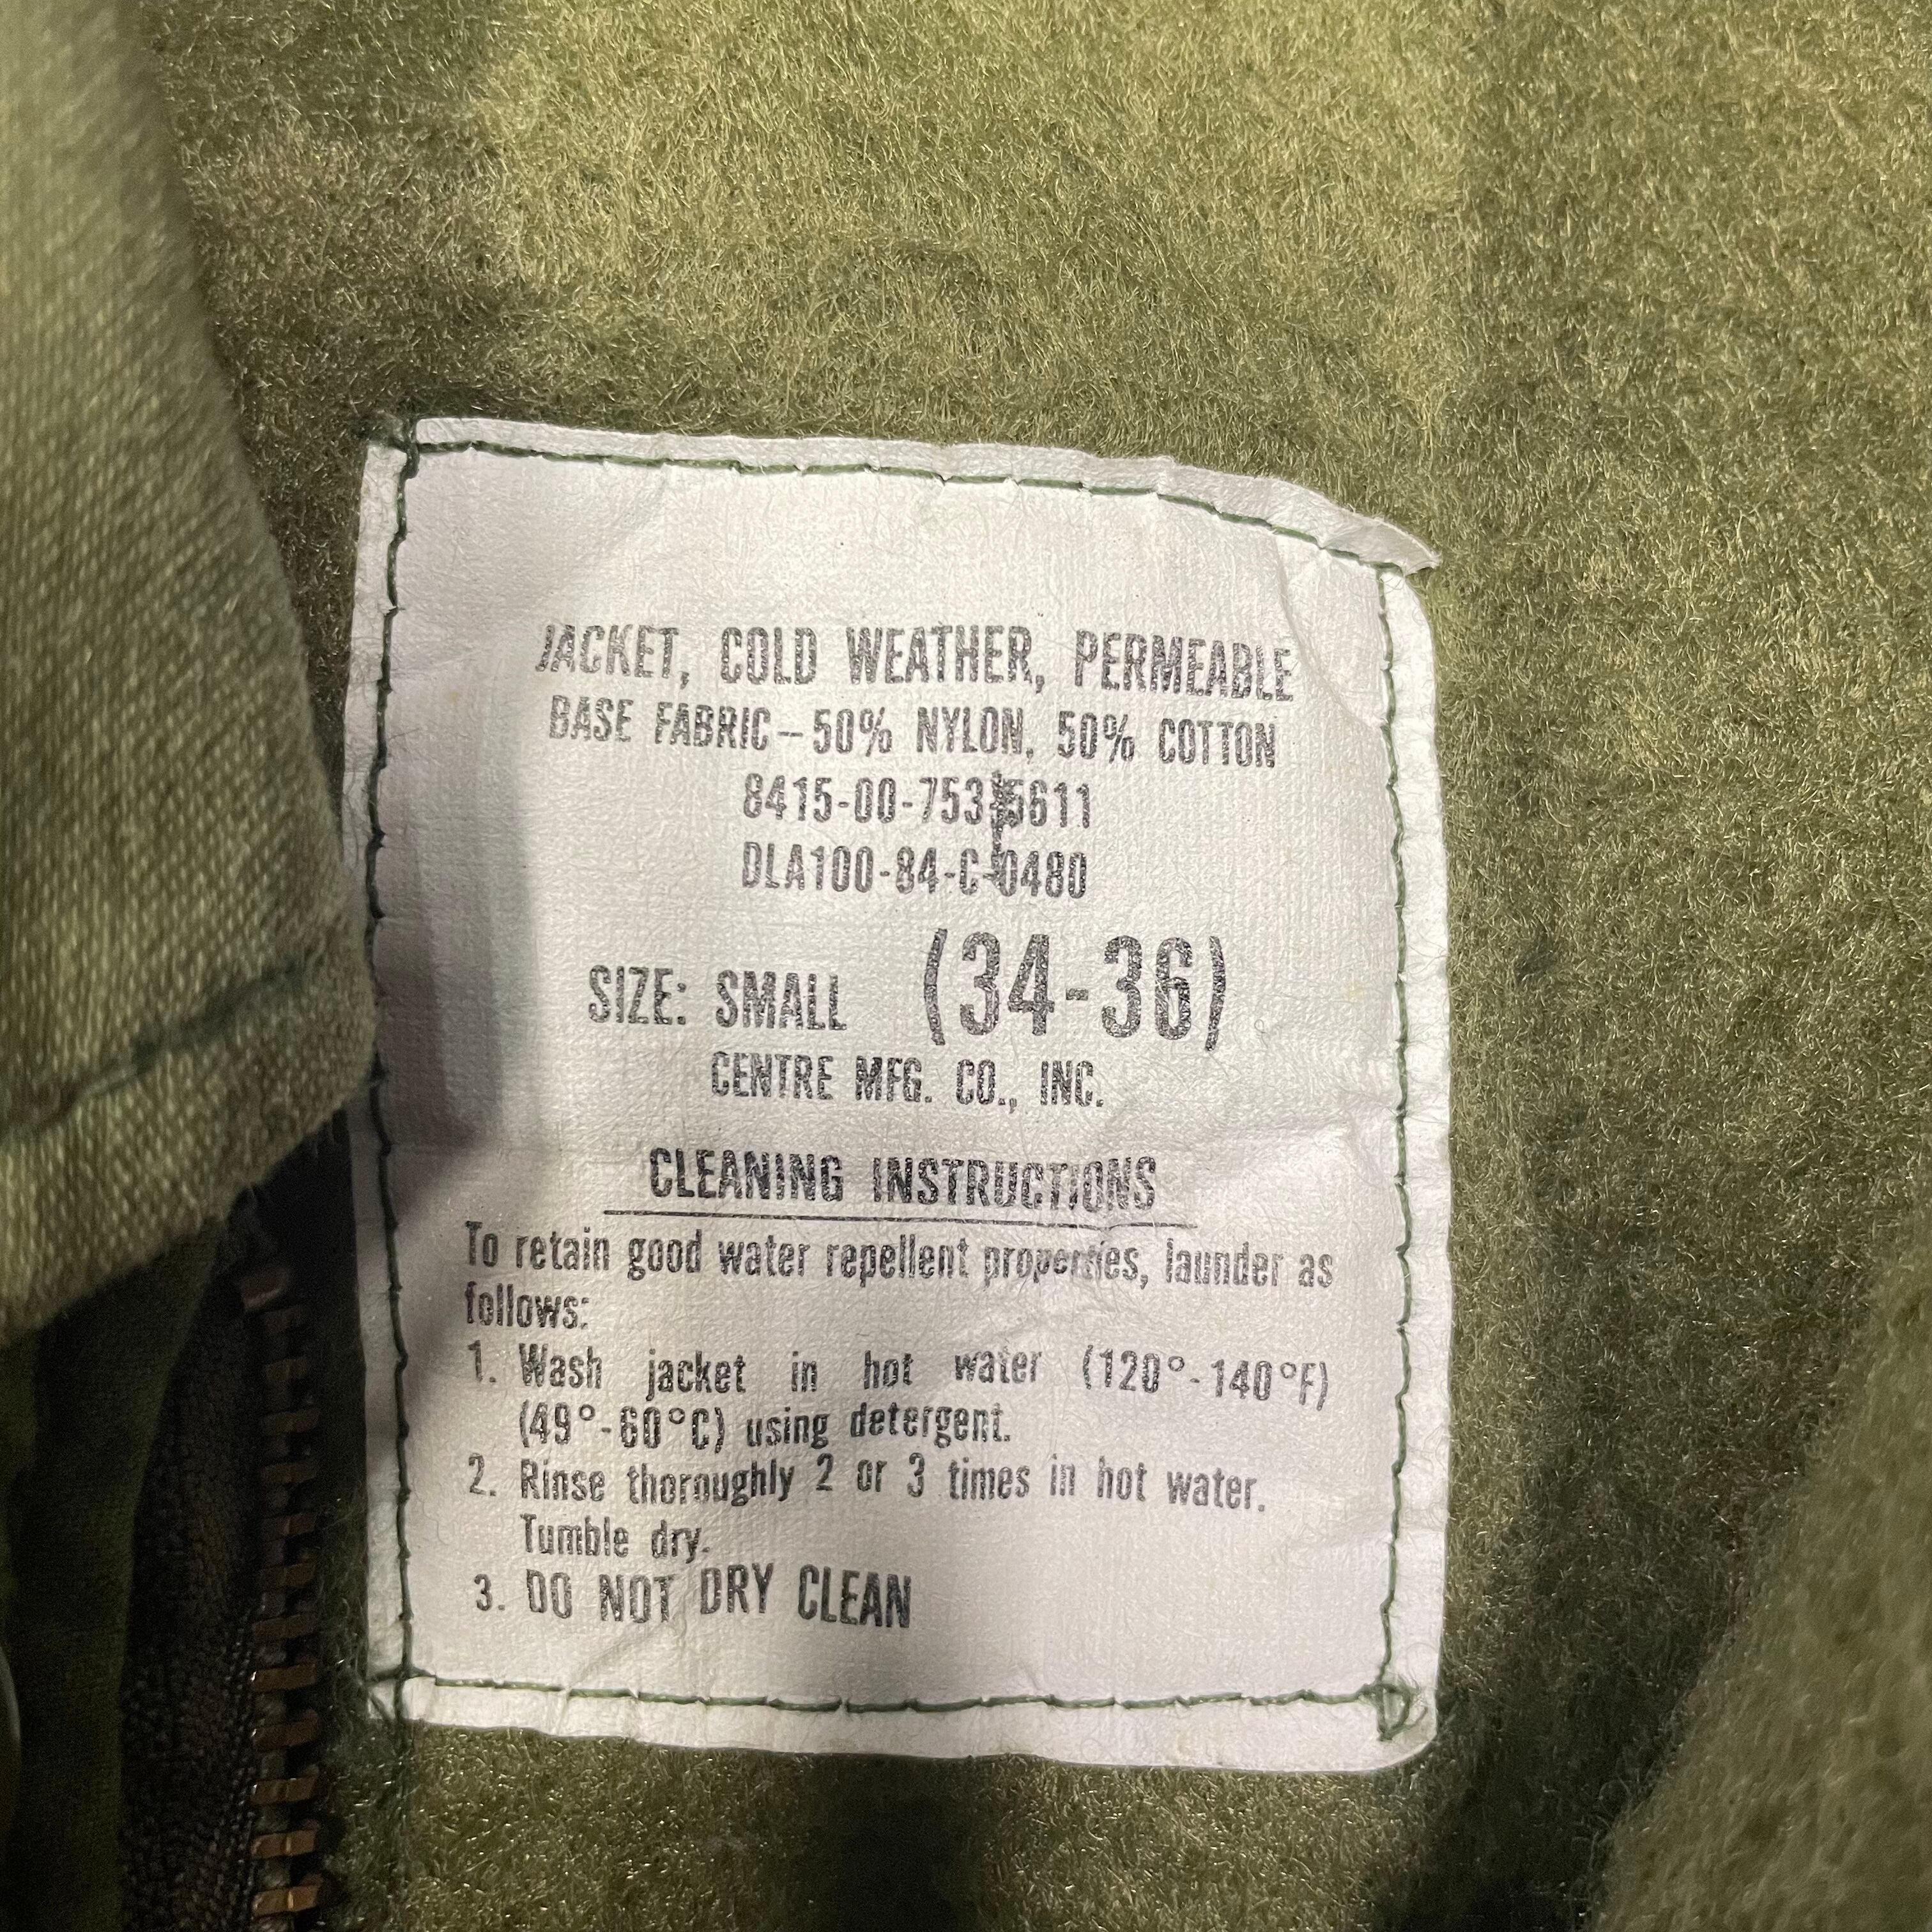 JACKET, COLD WEATHER, PERMEABLE
BASE FABRIC – 50% NYLON, 50% COTTON
8415-00-753-5611
DLA100-84-C-0480
SIZE: SMALL (34-36)
CENTRE MFG. CO., INC.
CLEANING INSTRUCTIONS
To retain good water repellent properties, launder as
follows:
1. Wash jacket in hot water (120°-140°F)
(49°-60°C) using detergent.
2. Rinse thoroughly 2 or 3 times in hot water.
Tumble dry.
3. DO NOT DRY CLEAN